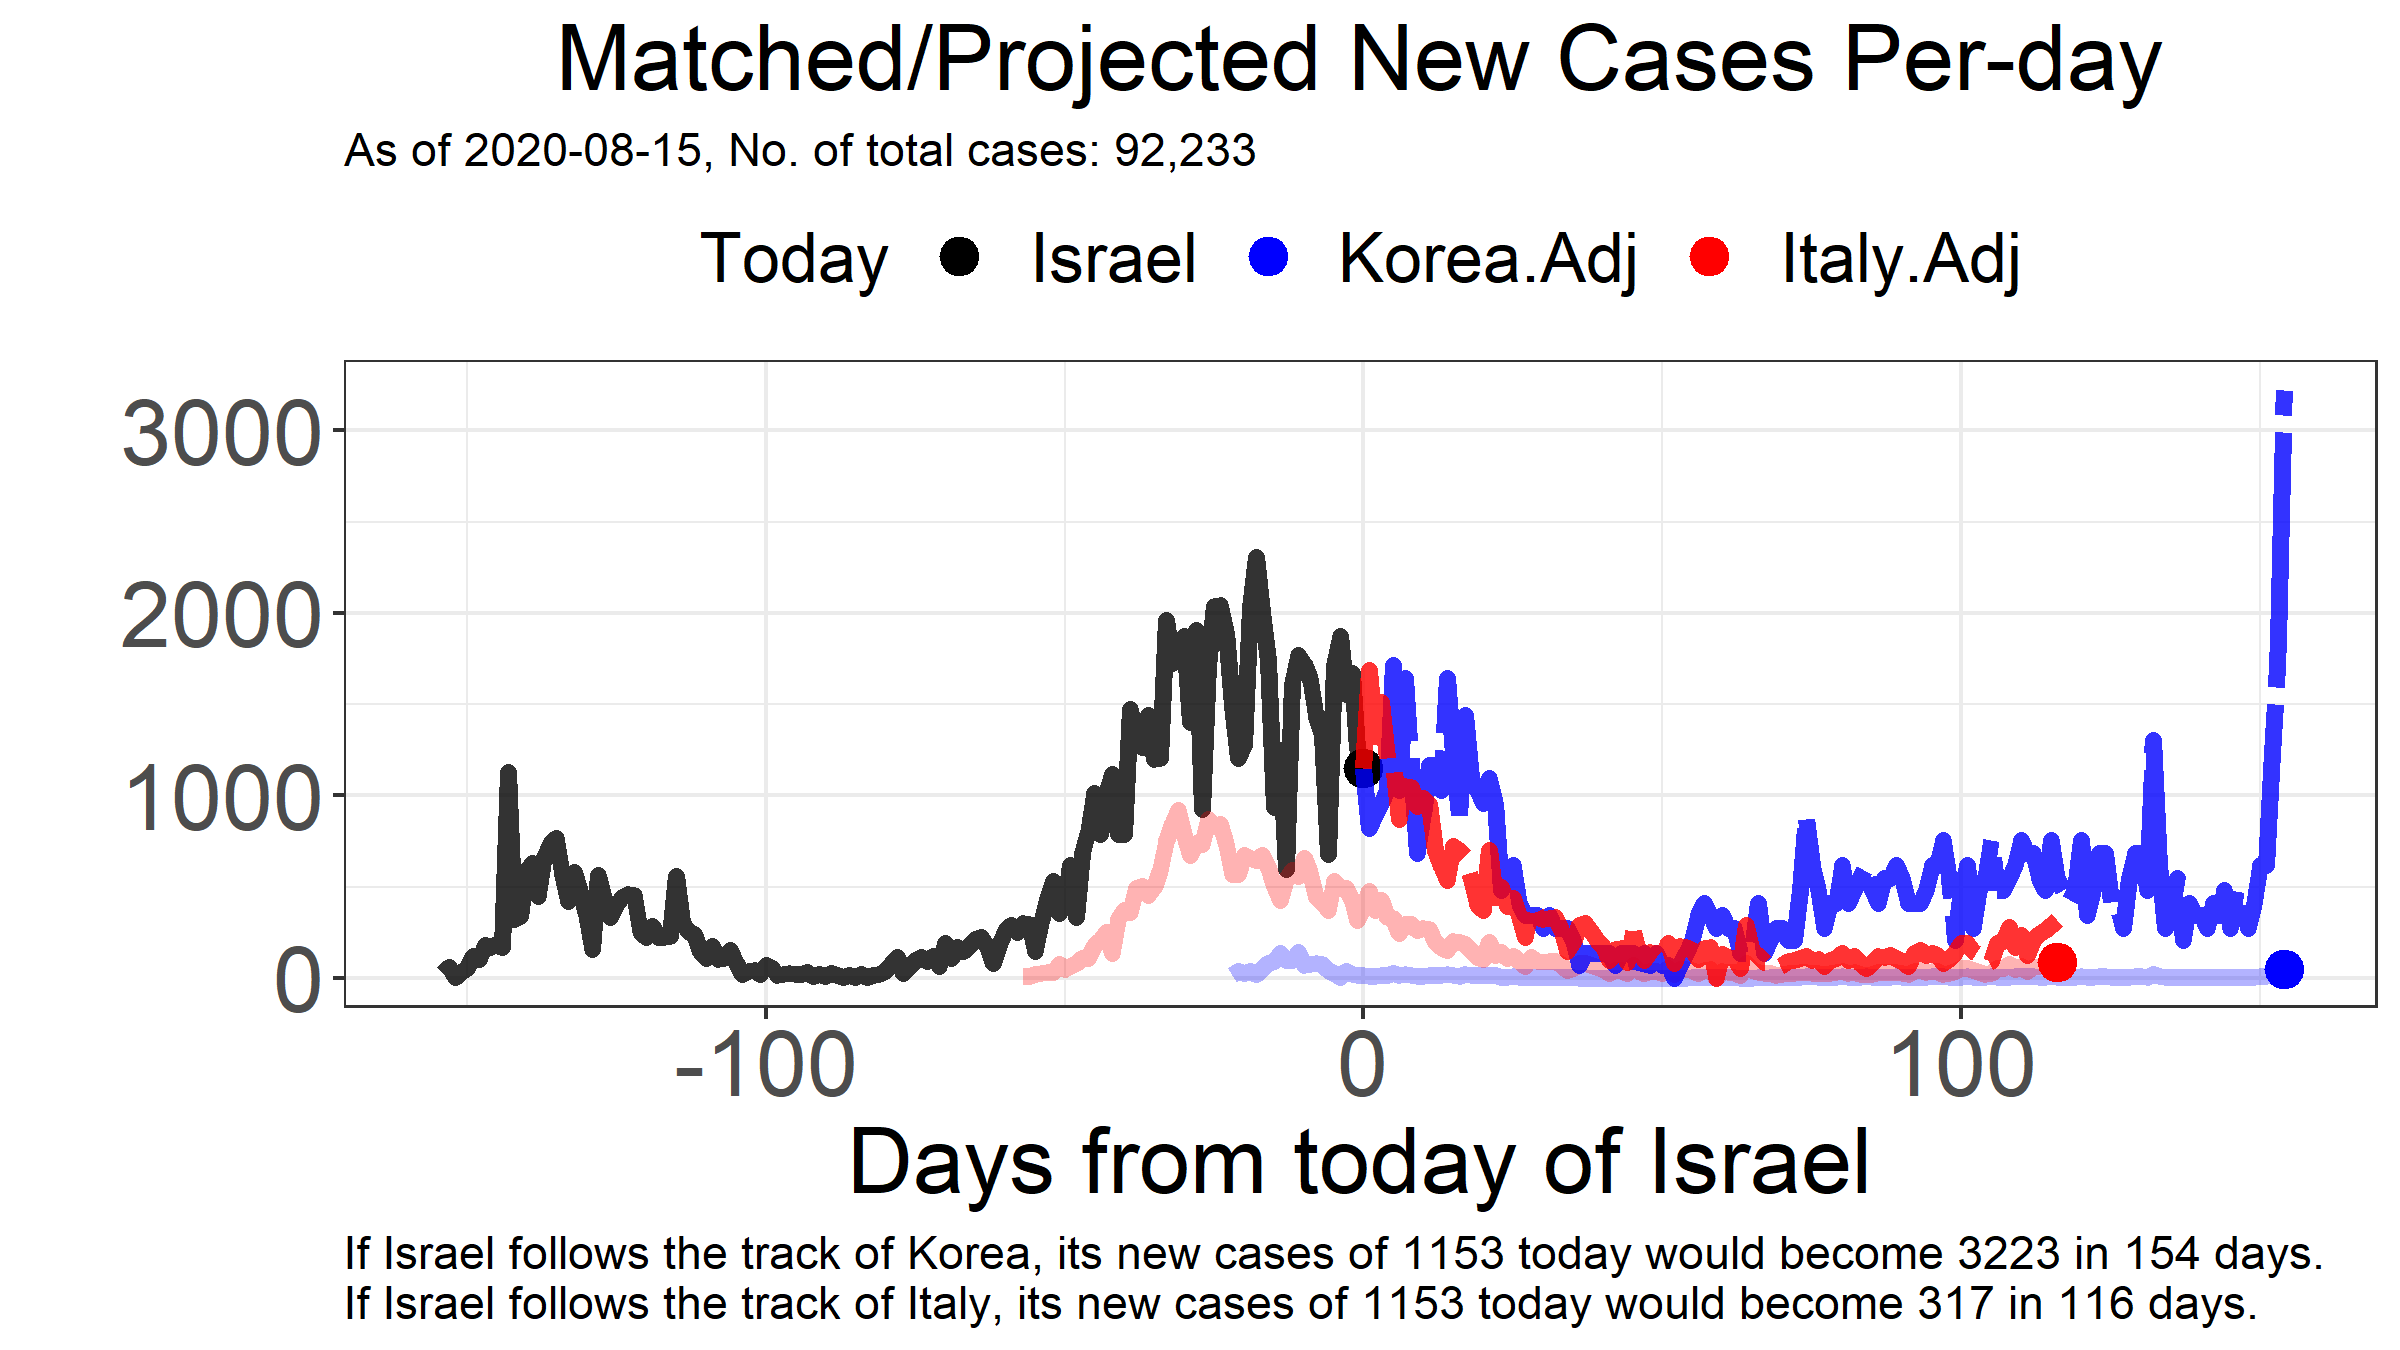 Matched/Projected New Cases Per-day
As of 2020-08-15, No. of total cases: 92,233
Today Israel Korea.Adj Italy.Adj
3000
2000
1000
0
-100 0 100
Days from today of Israel
If Israel follows the track of Korea, its new cases of 1153 today would become 3223 in 154 days.
If Israel follows the track of Italy, its new cases of 1153 today would become 317 in 116 days.